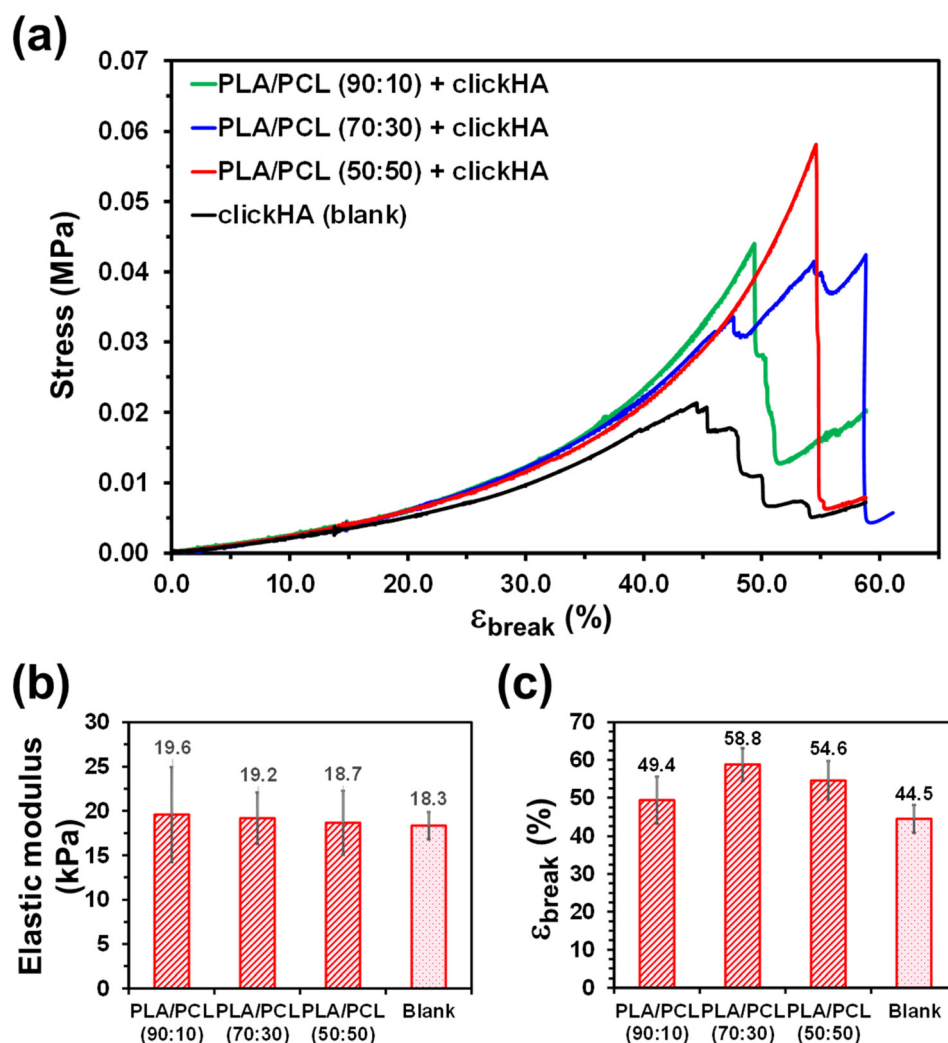 (a)
0.07
0.06
0.05
0.04
0.03
0.02
0.01
0.00
Stress (MPa)
PLA/PCL (90:10) + clickHA
PLA/PCL (70:30) + clickHA
PLA/PCL (50:50) + clickHA
clickHA (blank)
0.0 10.0 20.0 30.0 40.0 50.0 60.0
εbreak (%)
(b)
Elastic modulus
(kPa)
30
25
20
15
10
5
0
19.6 19.2 18.7 18.3
PLA/PCL PLA/PCL PLA/PCL Blank
(90:10) (70:30) (50:50)
(c)
εbreak (%)
70
60
50
40
30
20
10
0
49.4 58.8 54.6 44.5
PLA/PCL PLA/PCL PLA/PCL Blank
(90:10) (70:30) (50:50)